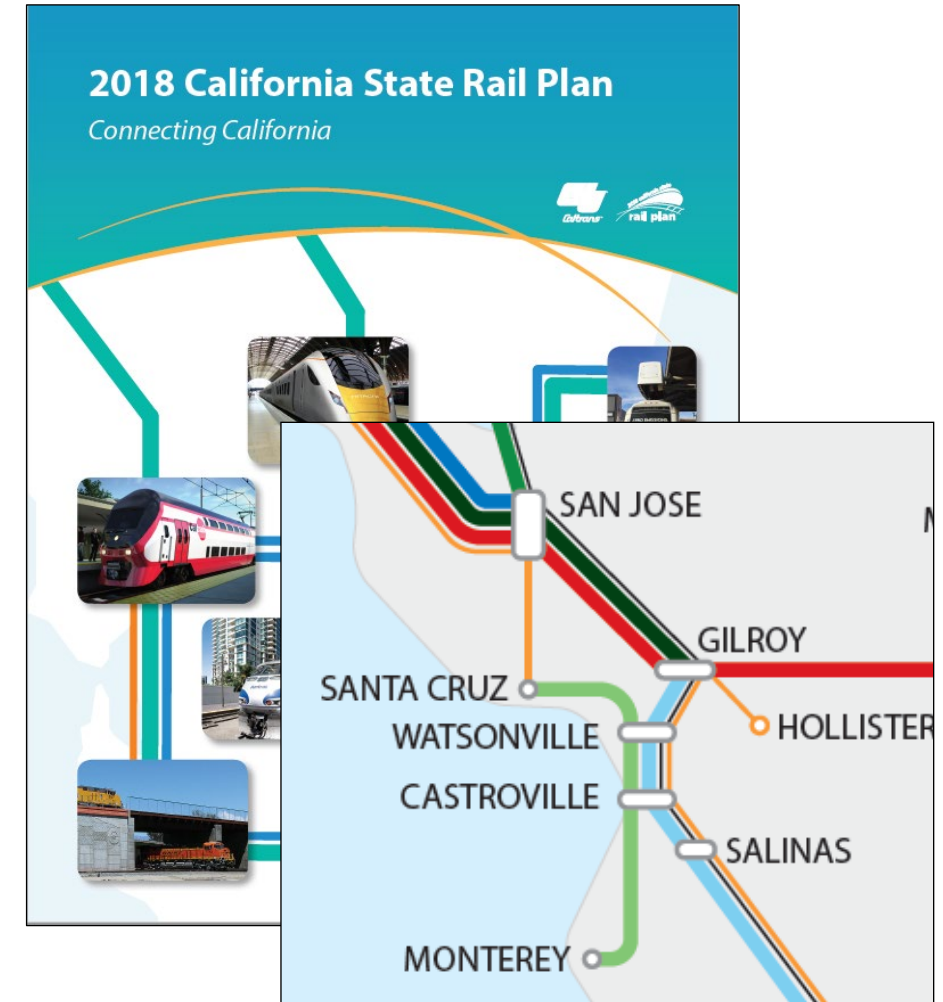 2018 California State Rail Plan
Connecting California
Caltrans
rail plan
SAN JOSE
GILROY
SANTA CRUZ
HOLLISTER
WATSONVILLE
CASTROVILLE
SALINAS
MONTEREY